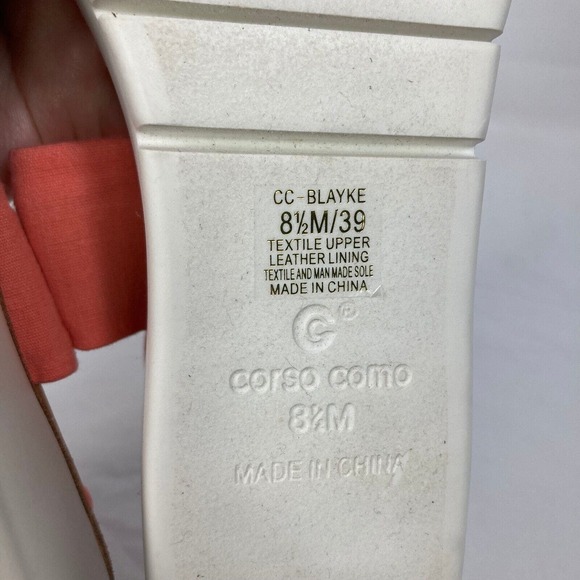 CC-BLAYKE
8½M/39
TEXTILE UPPER
LEATHER LINING
TEXTILE AND MAN MADE SOLE
MADE IN CHINA
corso como
8½M
MADE IN CHINA